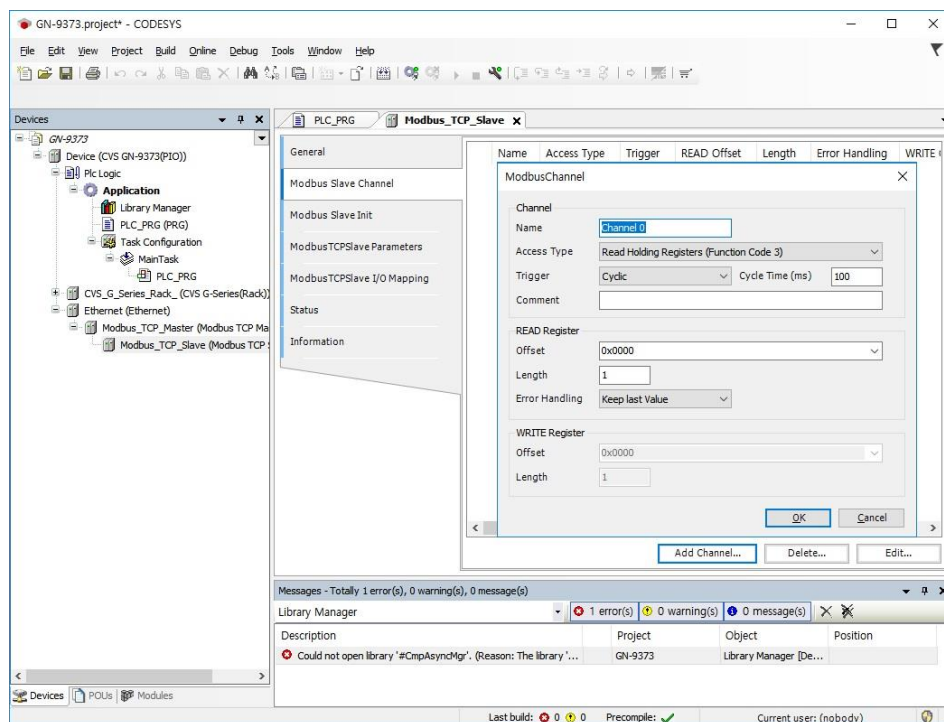 GN-9373.project* - CODESYS
File Edit View Project Build Online Debug Tools Window Help
Devices
GN-9373
Device (CVS GN-9373(PIO))
Plc Logic
Application
Library Manager
PLC_PRG (PRG)
Task Configuration
MainTask
PLC_PRG
CVS_G_Series_Rack_ (CVS G-Series(Rack))
Ethernet (Ethernet)
Modbus_TCP_Master (Modbus TCP Ma
Modbus_TCP_Slave (Modbus TCP S
Devices POUs Modules
PLC_PRG Modbus_TCP_Slave
General
Modbus Slave Channel
Modbus Slave Init
ModbusTCPSlave Parameters
ModbusTCPSlave I/O Mapping
Status
Information
Name Access Type Trigger READ Offset Length Error Handling WRITE
ModbusChannel
Channel
Name Channel 0
Access Type Read Holding Registers (Function Code 3)
Trigger Cyclic Cycle Time (ms) 100
Comment
READ Register
Offset 0x0000
Length 1
Error Handling Keep last Value
WRITE Register
Offset 0x0000
Length 1
OK Cancel
Add Channel... Delete... Edit...
Messages - Totally 1 error(s), 0 warning(s), 0 message(s)
Library Manager 1 error(s) 0 warning(s) 0 message(s)
Description Project Object Position
Could not open library '#CmpAsyncMgr'. (Reason: The library '... GN-9373 Library Manager [De...
Last build: 0 0 Precompile: Current user: (nobody)